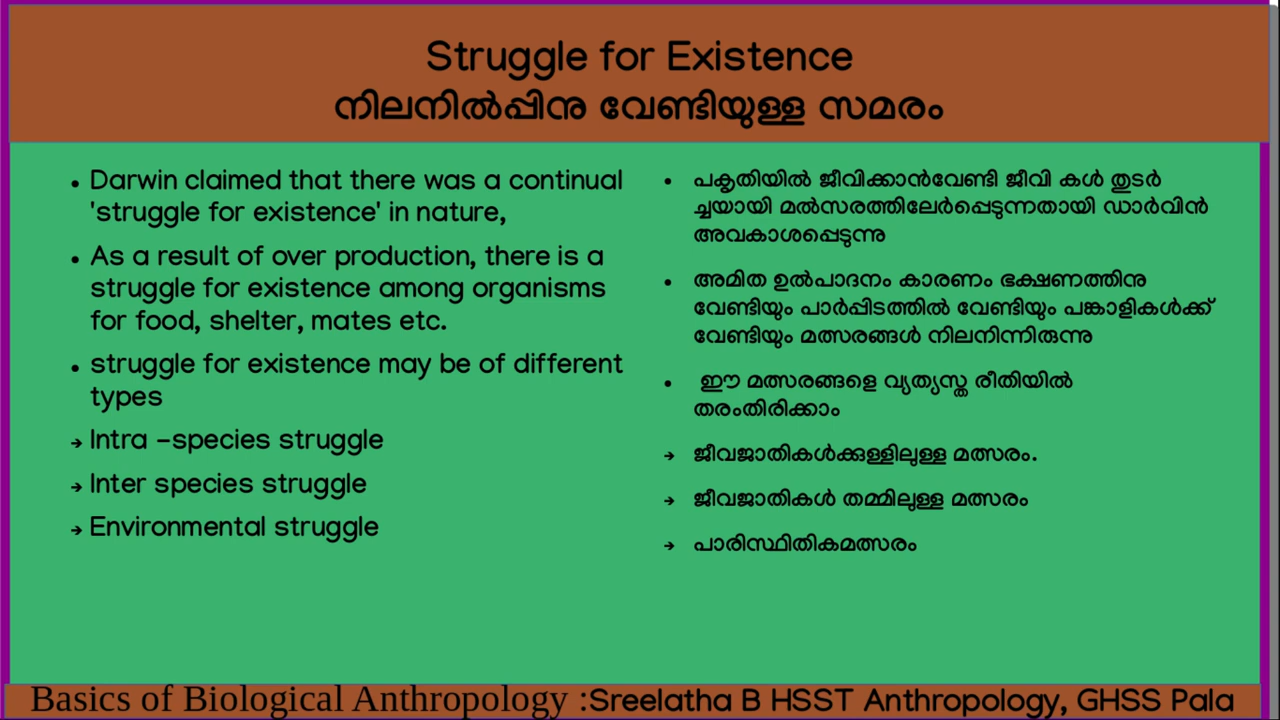 Struggle for Existence
നിലനിൽപ്പിനു വേണ്ടിയുള്ള സമരം
• Darwin claimed that there was a continual
'struggle for existence' in nature,
• As a result of over production, there is a
struggle for existence among organisms
for food, shelter, mates etc.
• struggle for existence may be of different
types
→ Intra –species struggle
→ Inter species struggle
→ Environmental struggle
• പകൃതിയിൽ ജീവിക്കാൻവേണ്ടി ജീവി കൾ തുടർ
ച്ചയായി മൽസരത്തിലേർപ്പെടുന്നതായി ഡാർവിൻ
അവകാശപ്പെടുന്നു
• അമിത ഉൽപാദനം കാരണം ഭക്ഷണത്തിനു
വേണ്ടിയും പാർപ്പിടത്തിൽ വേണ്ടിയും പങ്കാളികൾക്ക്
വേണ്ടിയും മത്സരങ്ങൾ നിലനിന്നിരുന്നു
• ഈ മത്സരങ്ങളെ വ്യത്യസ്ത രീതിയിൽ
തരംതിരിക്കാം
→ ജീവജാതികൾക്കുള്ളിലുള്ള മത്സരം.
→ ജീവജാതികൾ തമ്മിലുള്ള മത്സരം
→ പാരിസ്ഥിതികമത്സരം
Basics of Biological Anthropology :Sreelatha B HSST Anthropology, GHSS Pala